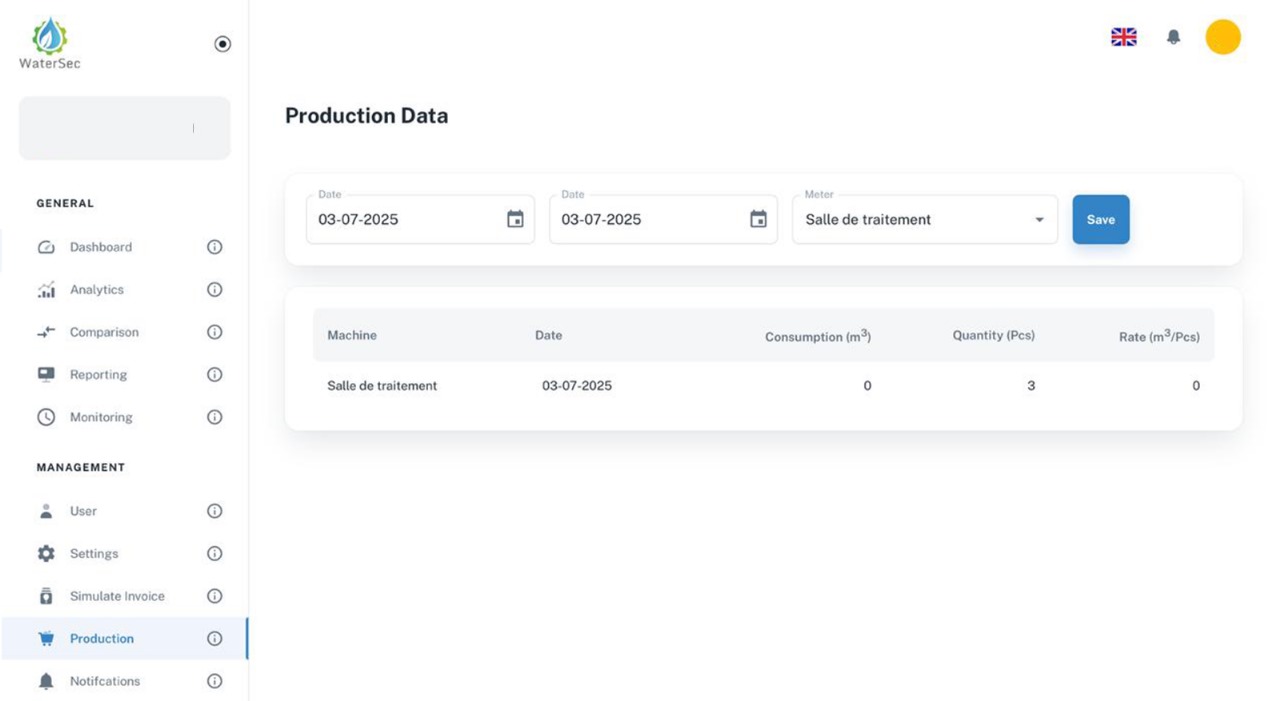 WaterSec
GENERAL
Dashboard
Analytics
Comparison
Reporting
Monitoring
MANAGEMENT
User
Settings
Simulate Invoice
Production
Notifcations
Production Data
Date
03-07-2025
Date
03-07-2025
Meter
Salle de traitement
Save
Machine Date Consumption (m³) Quantity (Pcs) Rate (m³/Pcs)
Salle de traitement 03-07-2025 0 3 0